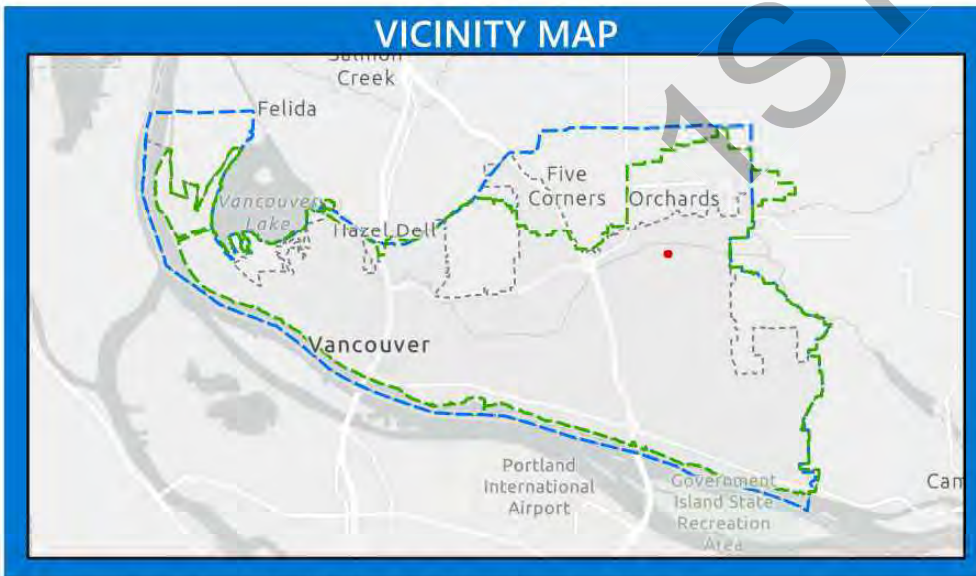 VICINITY MAP
Salmon
Creek
Felida
Five
Corners
Orchards
Vancouver
Lake
Hazel Dell
Vancouver
Portland
International
Airport
Government
Island State
Recreation
Area
Cam